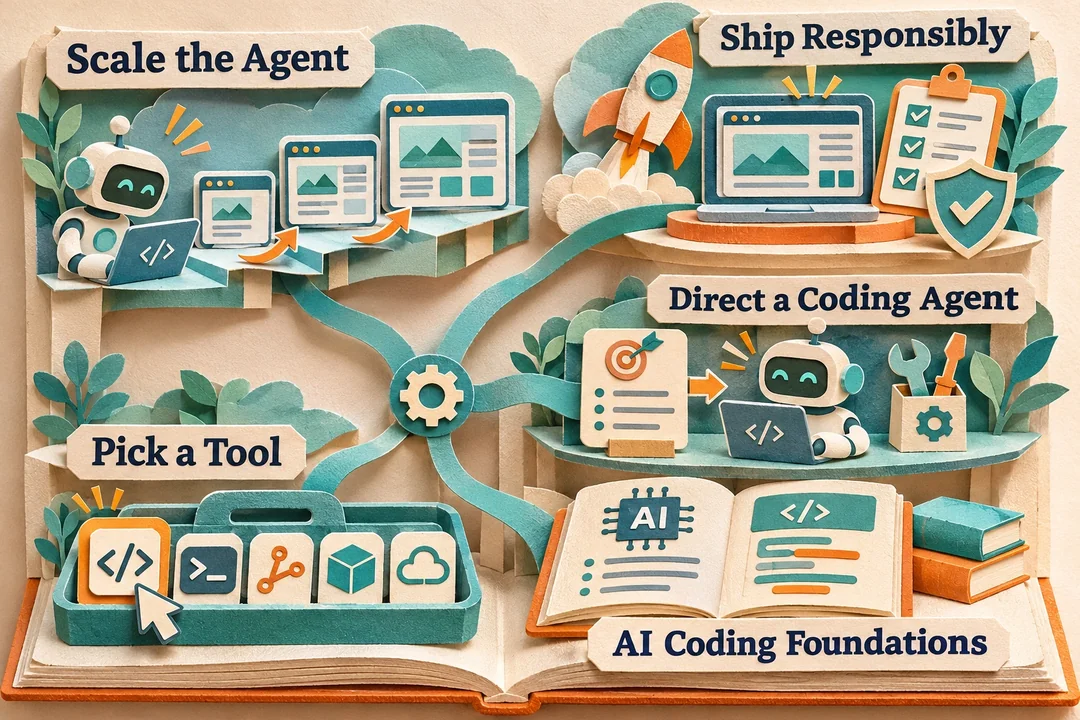 Scale the Agent
Ship Responsibly
</>
Direct a Coding Agent
</>
Pick a Tool
</>
>_
AI
</>
AI Coding Foundations